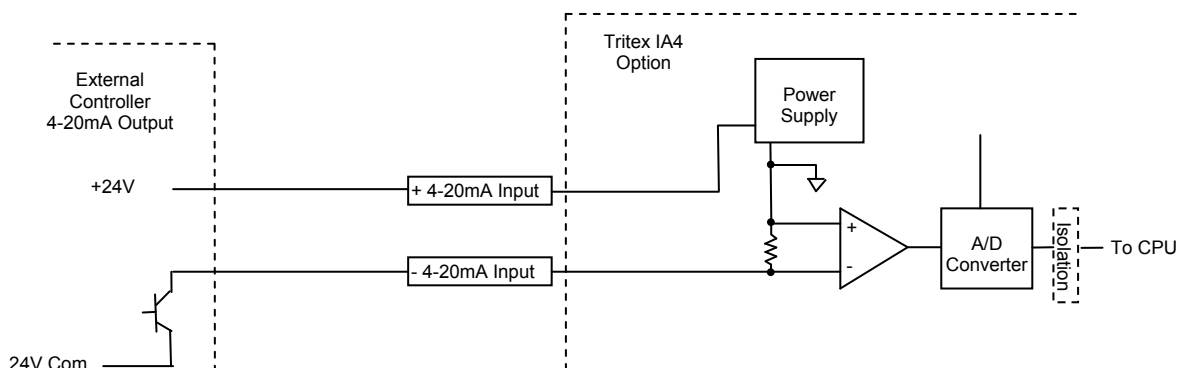 External
Controller
4-20mA Output
+24V
24V Com
+ 4-20mA Input
- 4-20mA Input
Tritex IA4
Option
Power
Supply
+
-
A/D
Converter
Isolation
To CPU